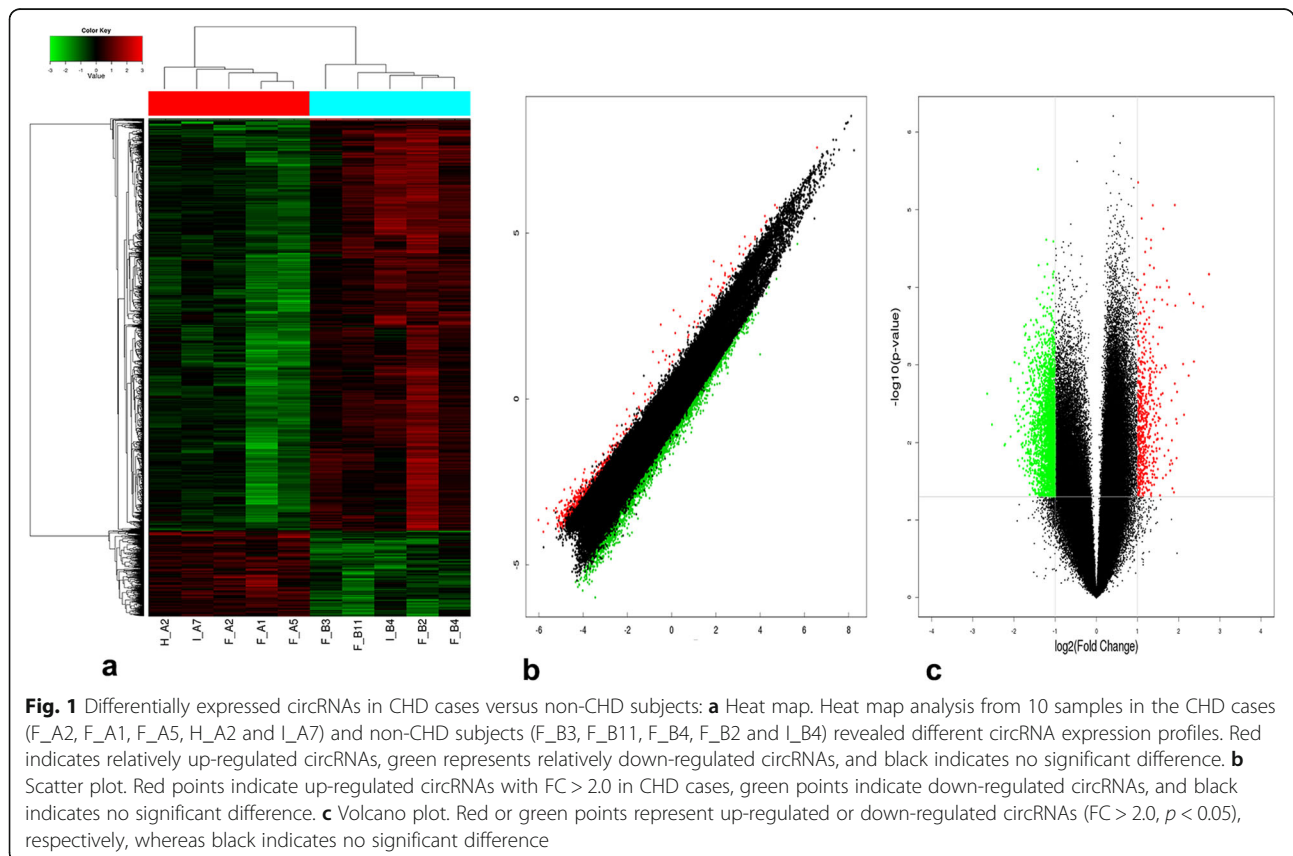 Color Key
-3 -2 -1 0 1 2 3
Value
H_A2 I_A7 F_A2 F_A1 F_A5 F_B3 F_B11 I_B4 F_B2 F_B4
a
5
0
-5
-6 -4 -2 0 2 4 6 8
b
6
5
4
3
2
1
0
-log10(p-value)
-4 -3 -2 -1 0 1 2 3 4
log2(Fold Change)
c
Fig. 1 Differentially expressed circRNAs in CHD cases versus non-CHD subjects: a Heat map. Heat map analysis from 10 samples in the CHD cases
(F_A2, F_A1, F_A5, H_A2 and I_A7) and non-CHD subjects (F_B3, F_B11, F_B4, F_B2 and I_B4) revealed different circRNA expression profiles. Red
indicates relatively up-regulated circRNAs, green represents relatively down-regulated circRNAs, and black indicates no significant difference. b
Scatter plot. Red points indicate up-regulated circRNAs with FC > 2.0 in CHD cases, green points indicate down-regulated circRNAs, and black
indicates no significant difference. c Volcano plot. Red or green points represent up-regulated or down-regulated circRNAs (FC > 2.0, p < 0.05),
respectively, whereas black indicates no significant difference